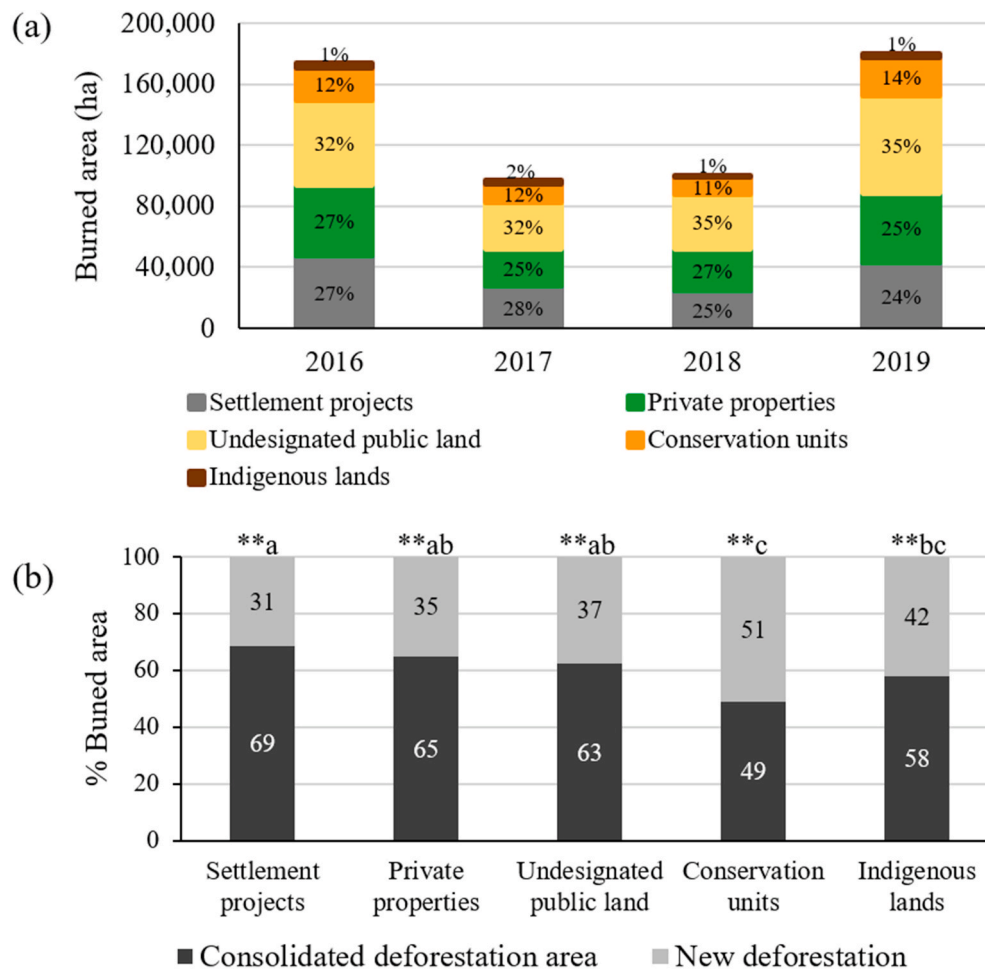 (a)
Burned area (ha)
200,000
160,000
120,000
80,000
40,000
0
1%
12%
32%
27%
27%
2%
12%
32%
25%
28%
1%
11%
35%
27%
25%
1%
14%
35%
25%
24%
2016 2017 2018 2019
Settlement projects
Private properties
Undesignated public land
Conservation units
Indigenous lands
(b)
% Buned area
100
80
60
40
20
0
**a **ab **ab **c **bc
31 35 37 51 42
69 65 63 49 58
Settlement
projects
Private
properties
Undesignated
public land
Conservation
units
Indigenous
lands
Consolidated deforestation area
New deforestation